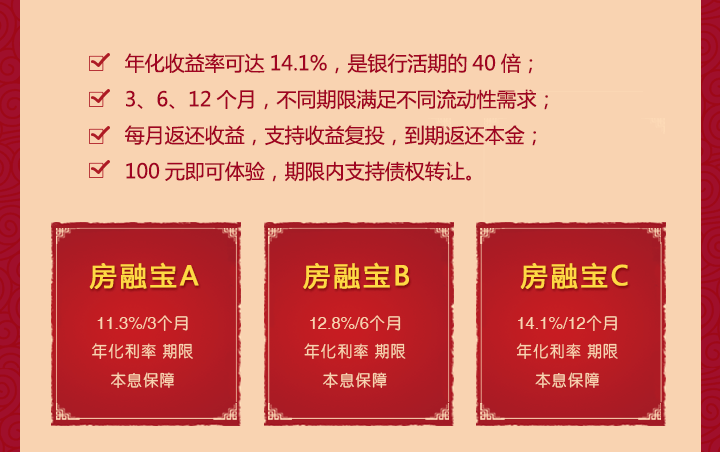 年化收益率可达 14.1%，是银行活期的 40 倍；
3、6、12 个月，不同期限满足不同流动性需求；
每月返还收益，支持收益复投，到期返还本金；
100 元即可体验，期限内支持债权转让。
房融宝A
11.3%/3个月
年化利率 期限
本息保障
房融宝B
12.8%/6个月
年化利率 期限
本息保障
房融宝C
14.1%/12个月
年化利率 期限
本息保障